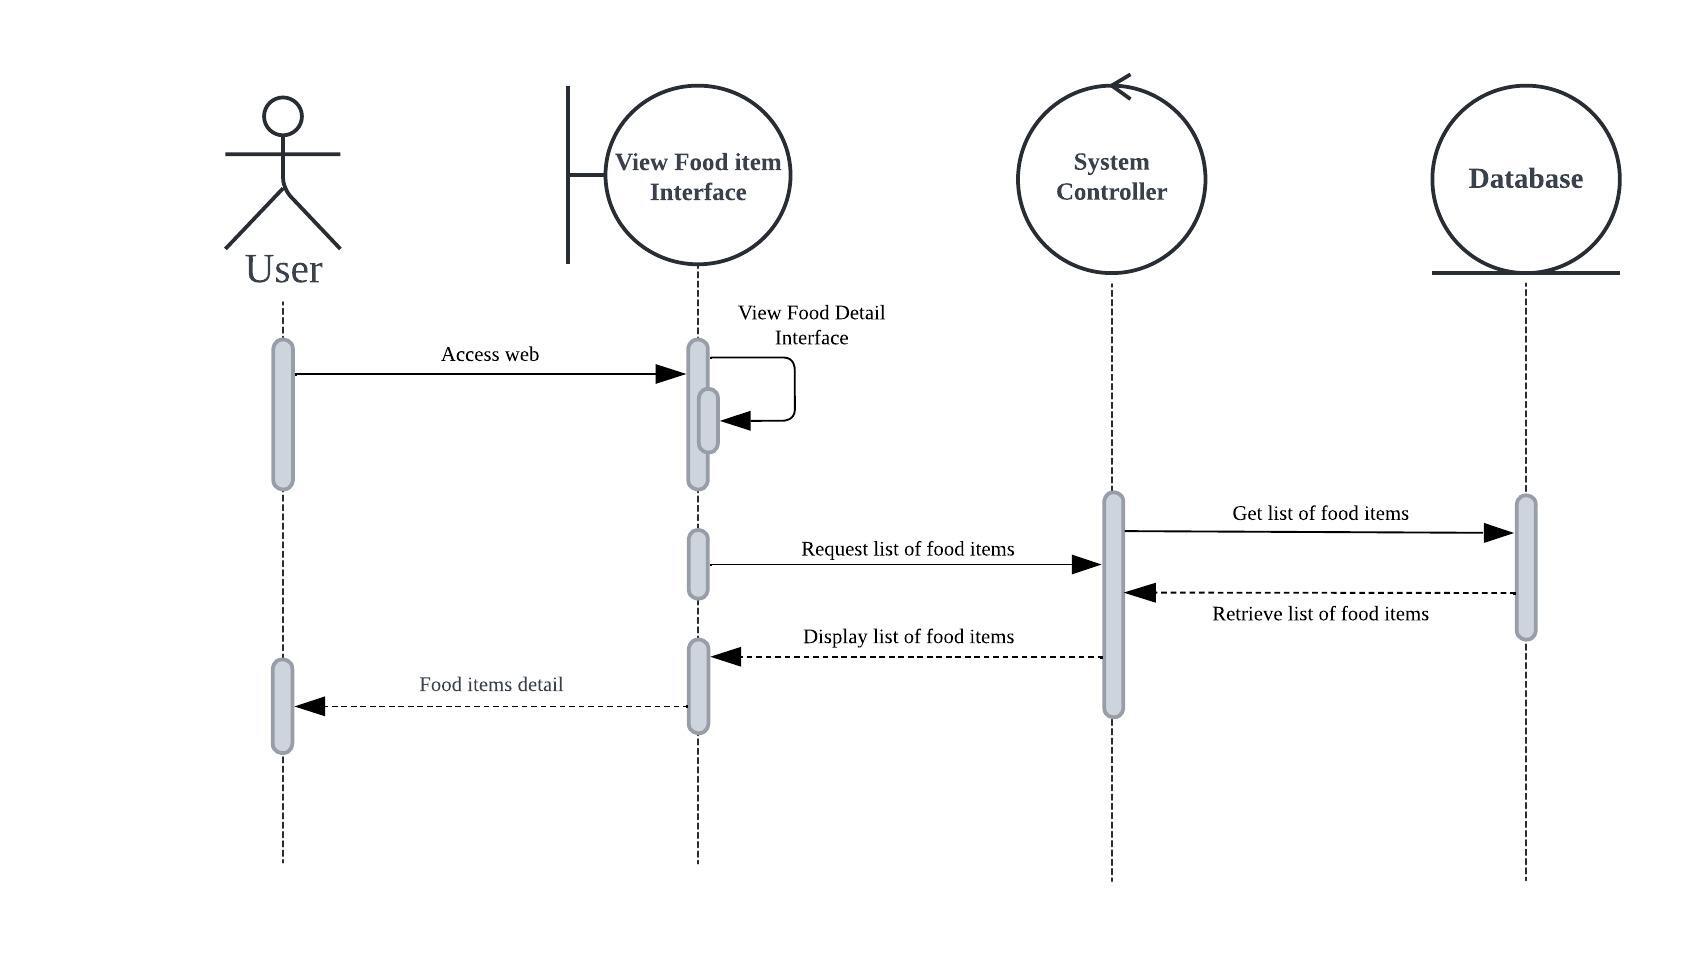 View Food item
Interface
System
Controller
Database
User
View Food Detail
Interface
Access web
Get list of food items
Request list of food items
Retrieve list of food items
Display list of food items
Food items detail